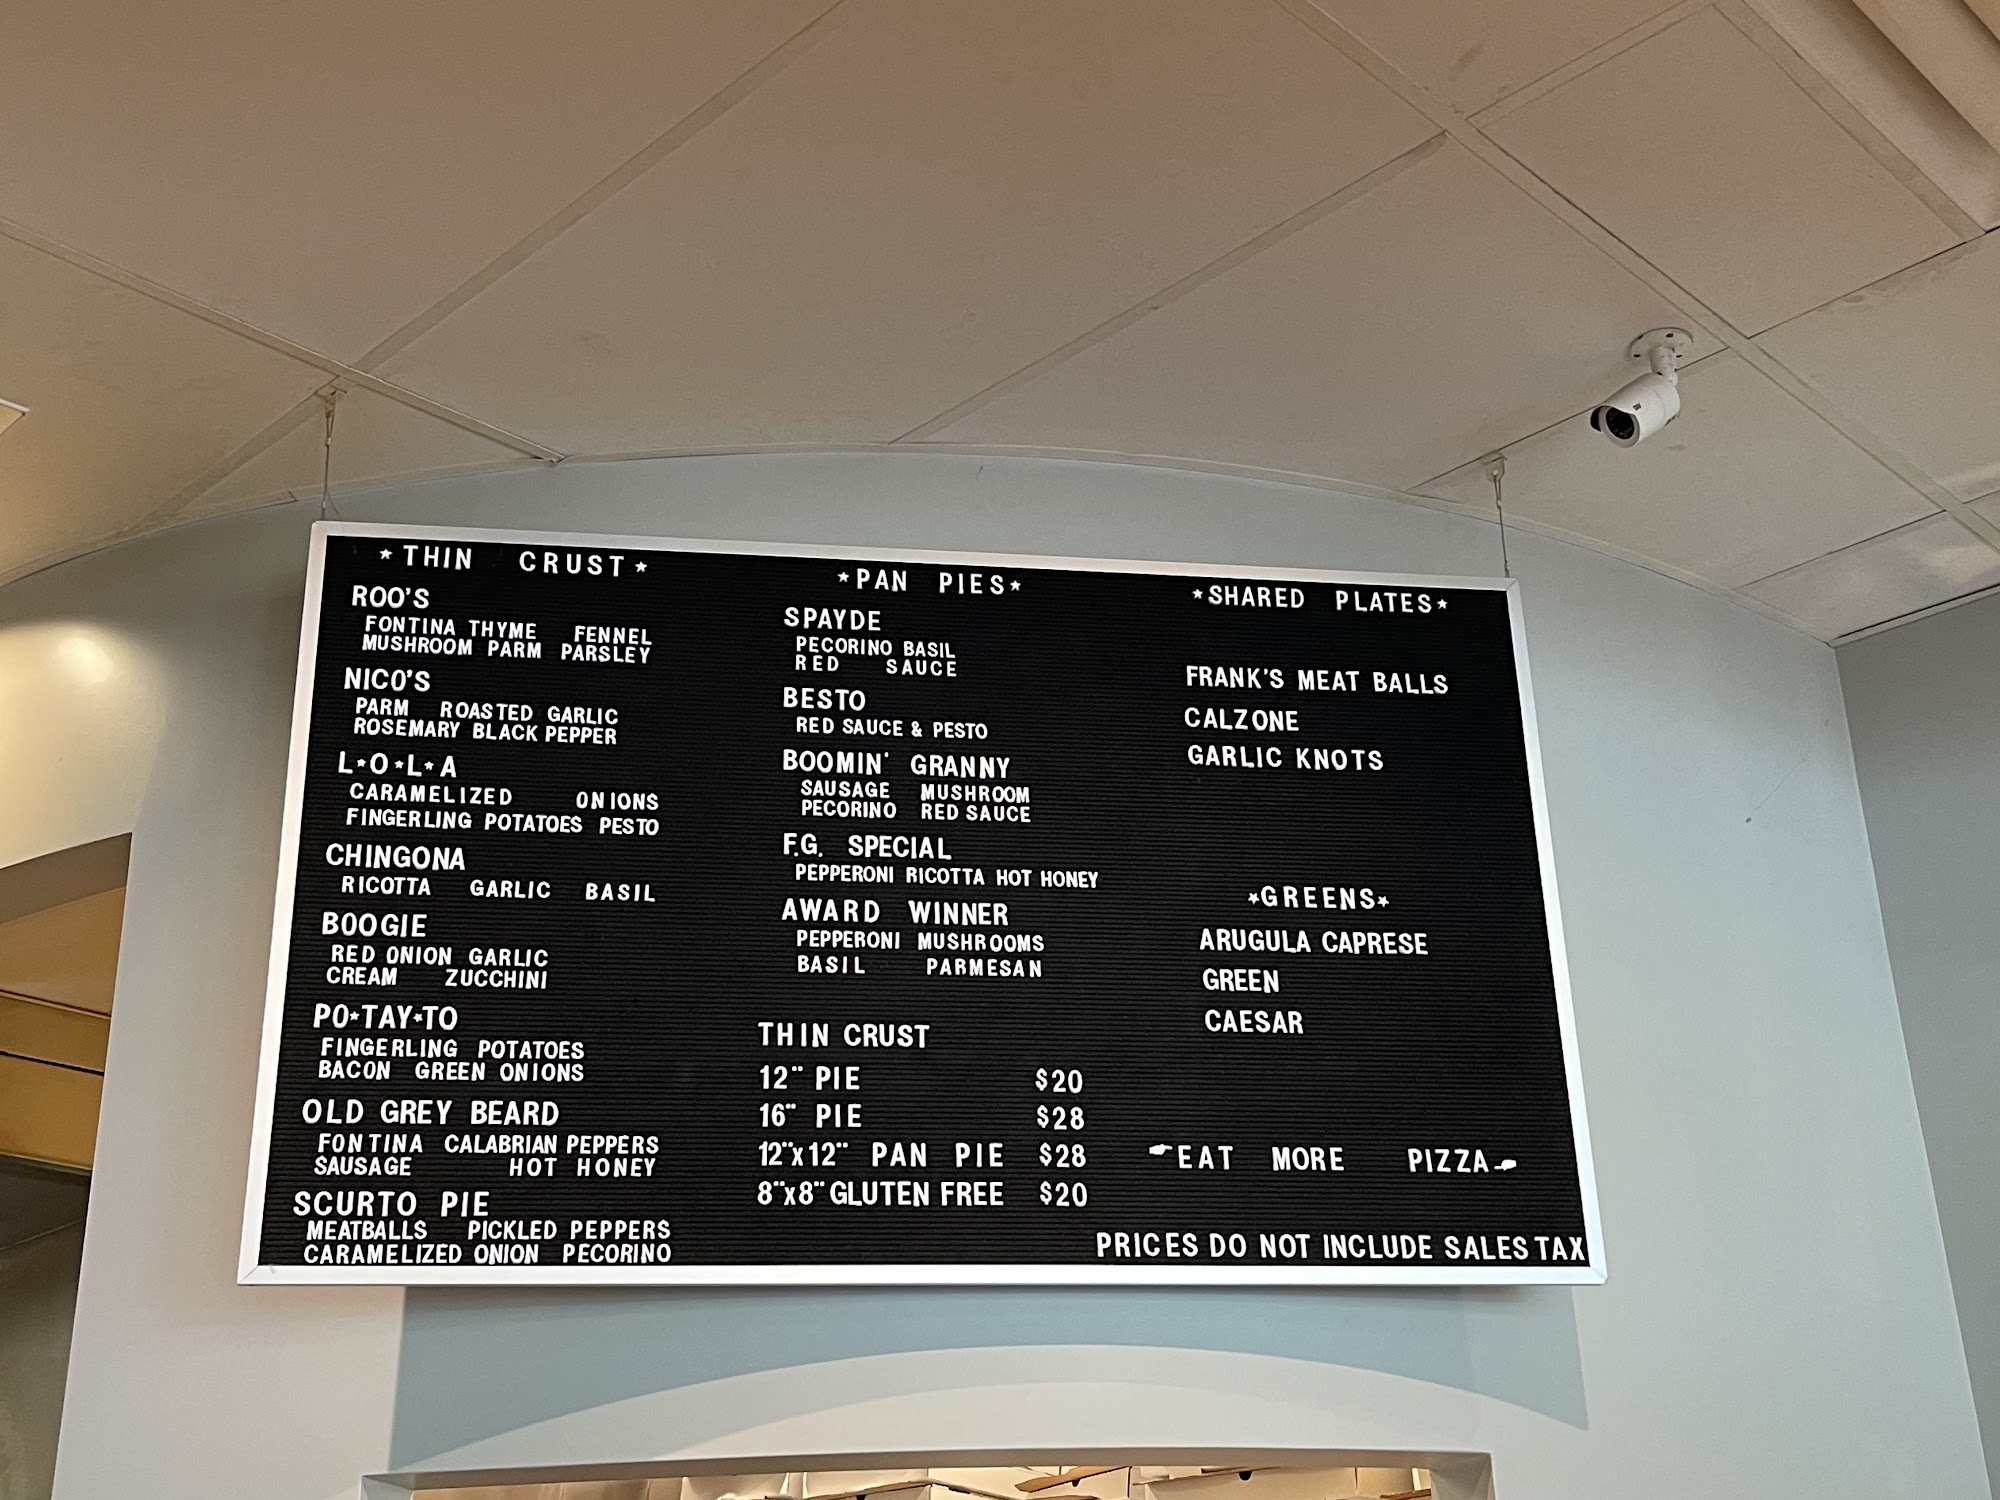 *THIN CRUST*
ROO'S
FONTINA THYME FENNEL
MUSHROOM PARM PARSLEY
NICO'S
PARM ROASTED GARLIC
ROSEMARY BLACK PEPPER
L*O*L*A
CARAMELIZED ONIONS
FINGERLING POTATOES PESTO
CHINGONA
RICOTTA GARLIC BASIL
BOOGIE
RED ONION GARLIC
CREAM ZUCCHINI
PO*TAY*TO
FINGERLING POTATOES
BACON GREEN ONIONS
OLD GREY BEARD
FONTINA CALABRIAN PEPPERS
SAUSAGE HOT HONEY
SCURTO PIE
MEATBALLS PICKLED PEPPERS
CARAMELIZED ONION PECORINO
*PAN PIES*
SPAYDE
PECORINO BASIL
RED SAUCE
BESTO
RED SAUCE & PESTO
BOOMIN' GRANNY
SAUSAGE MUSHROOM
PECORINO RED SAUCE
F.G. SPECIAL
PEPPERONI RICOTTA HOT HONEY
AWARD WINNER
PEPPERONI MUSHROOMS
BASIL PARMESAN
THIN CRUST
12" PIE $20
16" PIE $28
12"x12" PAN PIE $28
8"x8" GLUTEN FREE $20
*SHARED PLATES*
FRANK'S MEAT BALLS
CALZONE
GARLIC KNOTS
*GREENS*
ARUGULA CAPRESE
GREEN
CAESAR
EAT MORE PIZZA
PRICES DO NOT INCLUDE SALES TAX